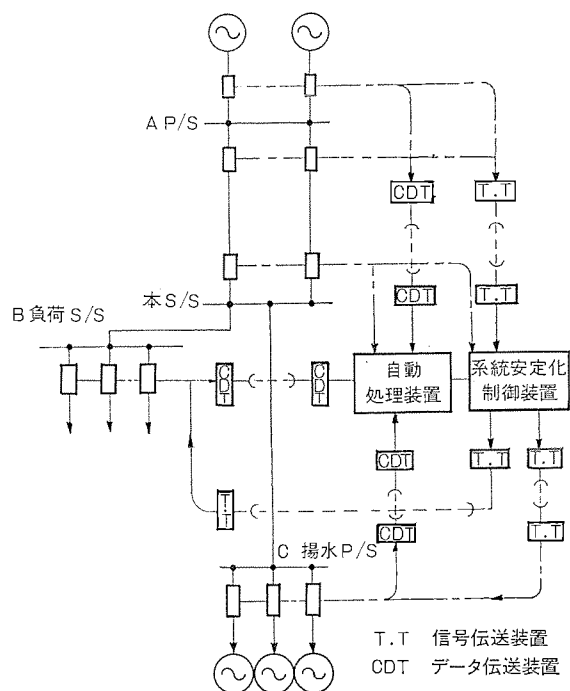 A P/S
CDT
T.T
CDT
T.T
本S/S
B負荷S/S
CDT
CDT
自動
処理装置
系統安定化
制御装置
CDT
T.T
T.T
TT
CDT
T.T
C 揚水P/S
T.T 信号伝送装置
CDT データ伝送装置